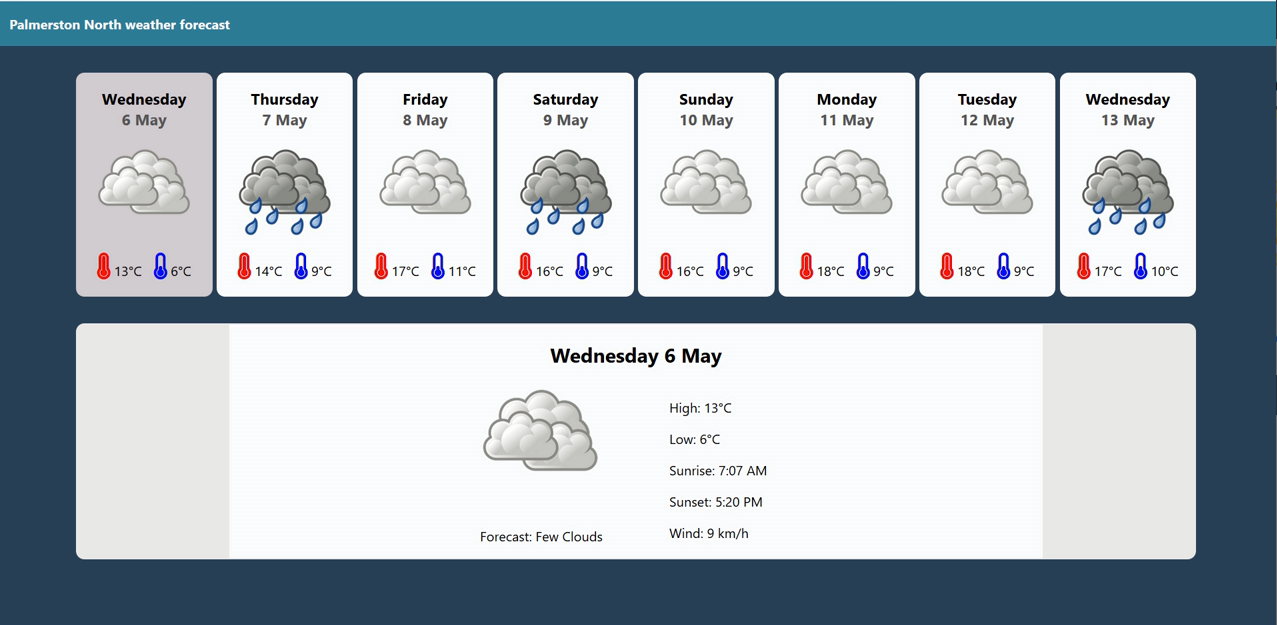 Palmerston North weather forecast
Wednesday
6 May
13°C 6°C
Thursday
7 May
14°C 9°C
Friday
8 May
17°C 11°C
Saturday
9 May
16°C 9°C
Sunday
10 May
16°C 9°C
Monday
11 May
18°C 9°C
Tuesday
12 May
18°C 9°C
Wednesday
13 May
17°C 10°C
Wednesday 6 May
Forecast: Few Clouds
High: 13°C
Low: 6°C
Sunrise: 7:07 AM
Sunset: 5:20 PM
Wind: 9 km/h